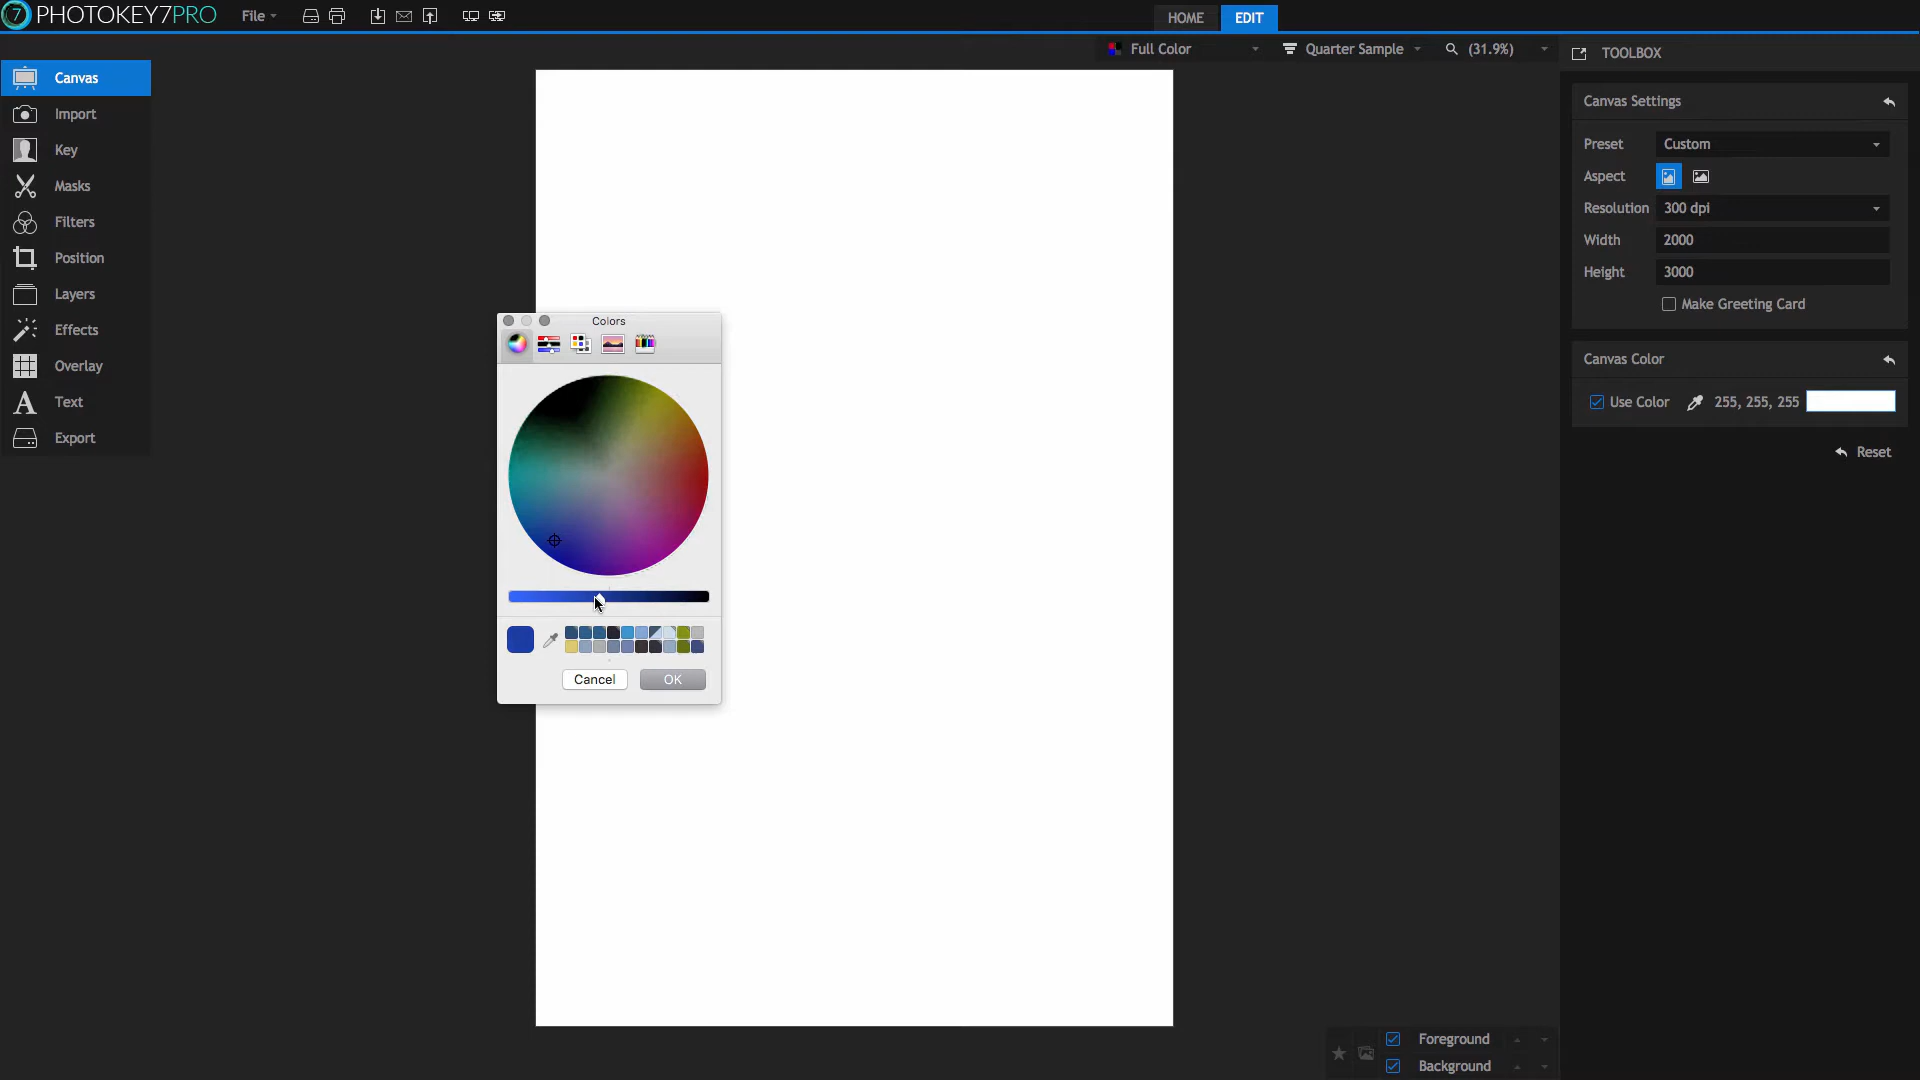 7 PHOTOKEY7PRO
File
HOME
EDIT
Full Color
Quarter Sample
(31.9%)
TOOLBOX
Canvas
Import
Key
Masks
Filters
Position
Layers
Effects
Overlay
Text
Export
Canvas Settings
Preset Custom
Aspect
Resolution 300 dpi
Width 2000
Height 3000
Make Greeting Card
Canvas Color
Use Color 255, 255, 255
Reset
Colors
Cancel OK
Foreground
Background